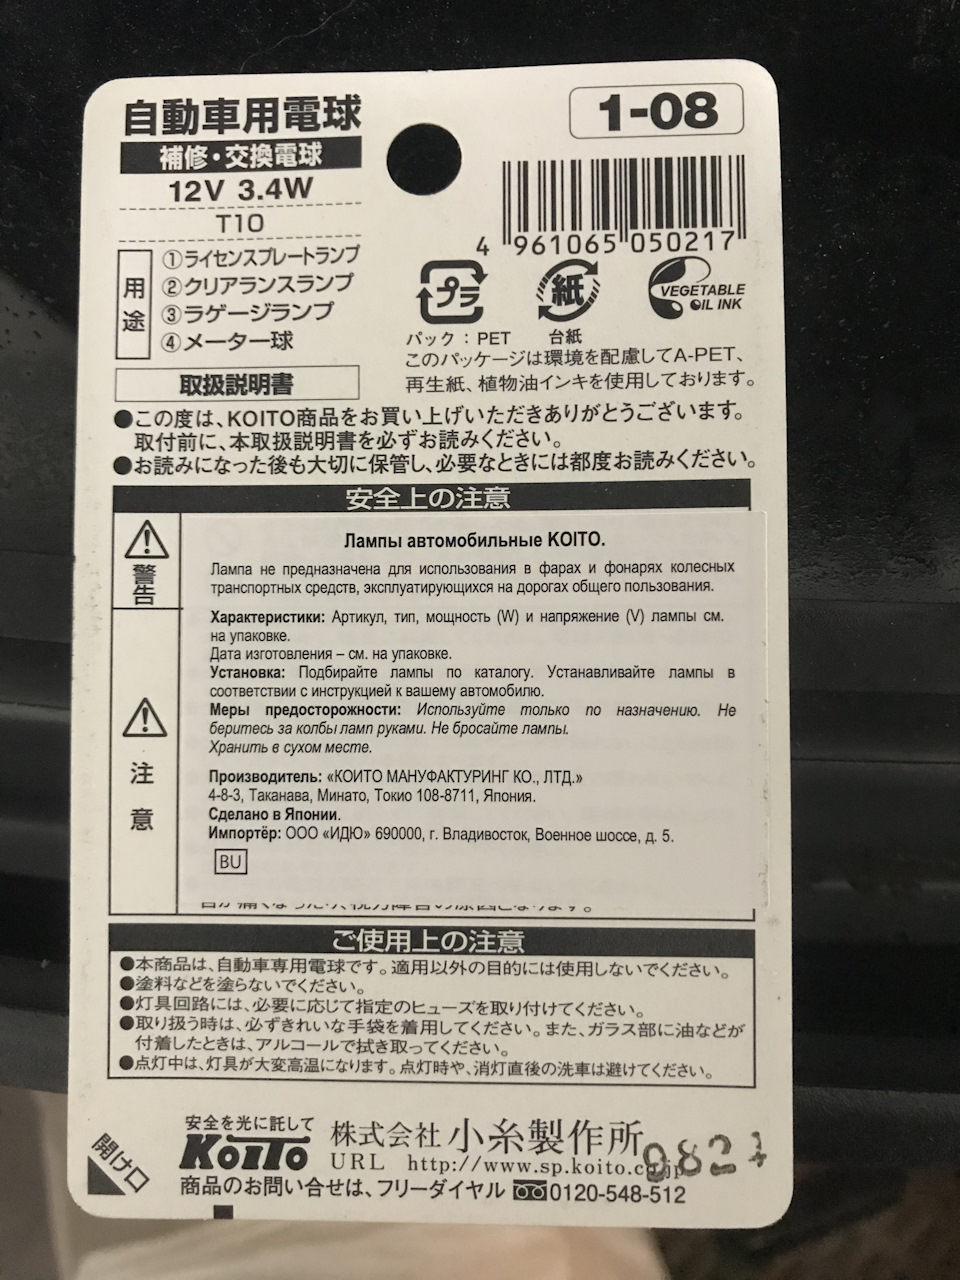 自動車用電球
補修・交換電球
12V 3.4W
T10
用途
①ライセンスプレートランプ
②クリアランスランプ
③ラゲージランプ
④メーター球
1-08
4 961065 050217
プラ
紙
VEGETABLE
OIL INK
パック：PET 台紙
このパッケージは環境を配慮してA-PET、
再生紙、植物油インキを使用しております。
取扱説明書
●この度は、KOITO商品をお買い上げいただきありがとうございます。
取付前に、本取扱説明書を必ずお読みください。
●お読みになった後も大切に保管し、必要なときには都度お読みください。
安全上の注意
警告
注意
Лампы автомобильные KOITO.
Лампа не предназначена для использования в фарах и фонарях колесных
транспортных средств, эксплуатирующихся на дорогах общего пользования.
Характеристики: Артикул, тип, мощность (W) и напряжение (V) лампы см.
на упаковке.
Дата изготовления – см. на упаковке.
Установка: Подбирайте лампы по каталогу. Устанавливайте лампы в
соответствии с инструкцией к вашему автомобилю.
Меры предосторожности: Используйте только по назначению. Не
беритесь за колбы ламп руками. Не бросайте лампы.
Хранить в сухом месте.
Производитель: «КОИТО МАНУФАКТУРИНГ КО., ЛТД.»
4-8-3, Таканава, Минато, Токио 108-8711, Япония.
Сделано в Японии.
Импортёр: ООО «ИДЮ» 690000, г. Владивосток, Военное шоссе, д. 5.
BU
ご使用上の注意
●本商品は、自動車専用電球です。適用以外の目的には使用しないでください。
●塗料などを塗らないでください。
●灯具回路には、必要に応じて指定のヒューズを取り付けてください。
●取り扱う時は、必ずきれいな手袋を着用してください。また、ガラス部に油などが
付着したときは、アルコールで拭き取ってください。
●点灯中は、灯具が大変高温になります。点灯時や、消灯直後の洗車は避けてください。
開け口
安全を光に託して
KOITO 株式会社 小糸製作所
URL http://www.sp.koito.co.jp
商品のお問い合せは、フリーダイヤル 0120-548-512